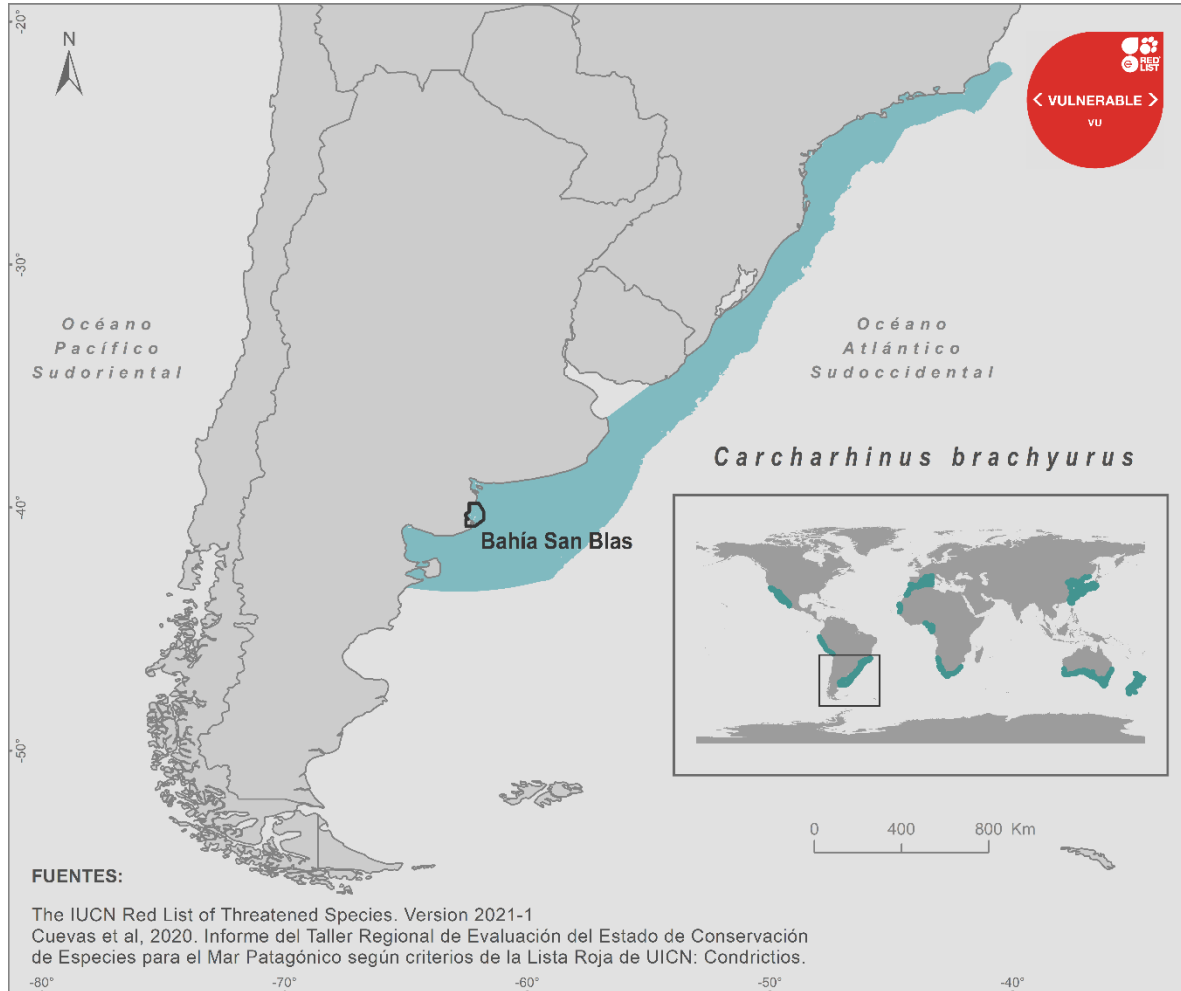 -20°
N
RED
LIST
< VULNERABLE >
VU
-30°
Océano
Pacífico
Sudoriental
Océano
Atlántico
Sudoccidental
Carcharhinus brachyurus
-40°
Bahía San Blas
-50°
0 400 800 Km
FUENTES:
The IUCN Red List of Threatened Species. Version 2021-1
Cuevas et al, 2020. Informe del Taller Regional de Evaluación del Estado de Conservación
de Especies para el Mar Patagónico según criterios de la Lista Roja de UICN: Condrictios.
-80° -70° -60° -50° -40°